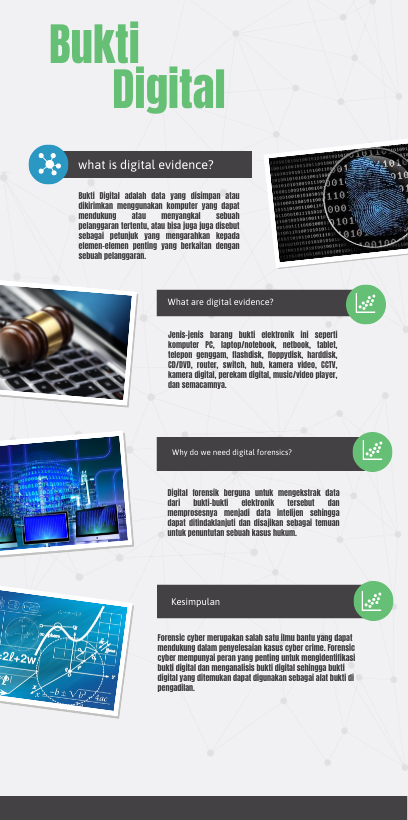 Bukti
Digital
what is digital evidence?
Bukti Digital adalah data yang disimpan atau
dikirimkan menggunakan komputer yang dapat
mendukung atau menyangkal sebuah
pelanggaran tertentu, atau bisa juga juga disebut
sebagai petunjuk yang mengarahkan kepada
elemen-elemen penting yang berkaitan dengan
sebuah pelanggaran.
What are digital evidence?
Jenis-jenis barang bukti elektronik ini seperti
komputer PC, laptop/notebook, netbook, tablet,
telepon genggam, flashdisk, floppydisk, harddisk,
CD/DVD, router, switch, hub, kamera video, CCTV,
kamera digital, perekam digital, music/video player,
dan semacamnya.
Why do we need digital forensics?
Digital forensik berguna untuk mengekstrak data
dari bukti-bukti elektronik tersebut dan
memprosesnya menjadi data intelijen sehingga
dapat ditindaklanjuti dan disajikan sebagai temuan
untuk penuntutan sebuah kasus hukum.
Kesimpulan
Forensic cyber merupakan salah satu ilmu bantu yang dapat
mendukung dalam penyelesaian kasus cyber crime. Forensic
cyber mempunyai peran yang penting untuk mengidentifikasi
bukti digital dan menganalisis bukti digital sehingga bukti
digital yang ditemukan dapat digunakan sebagai alat bukti di
pengadilan.
=2ℓ+2w